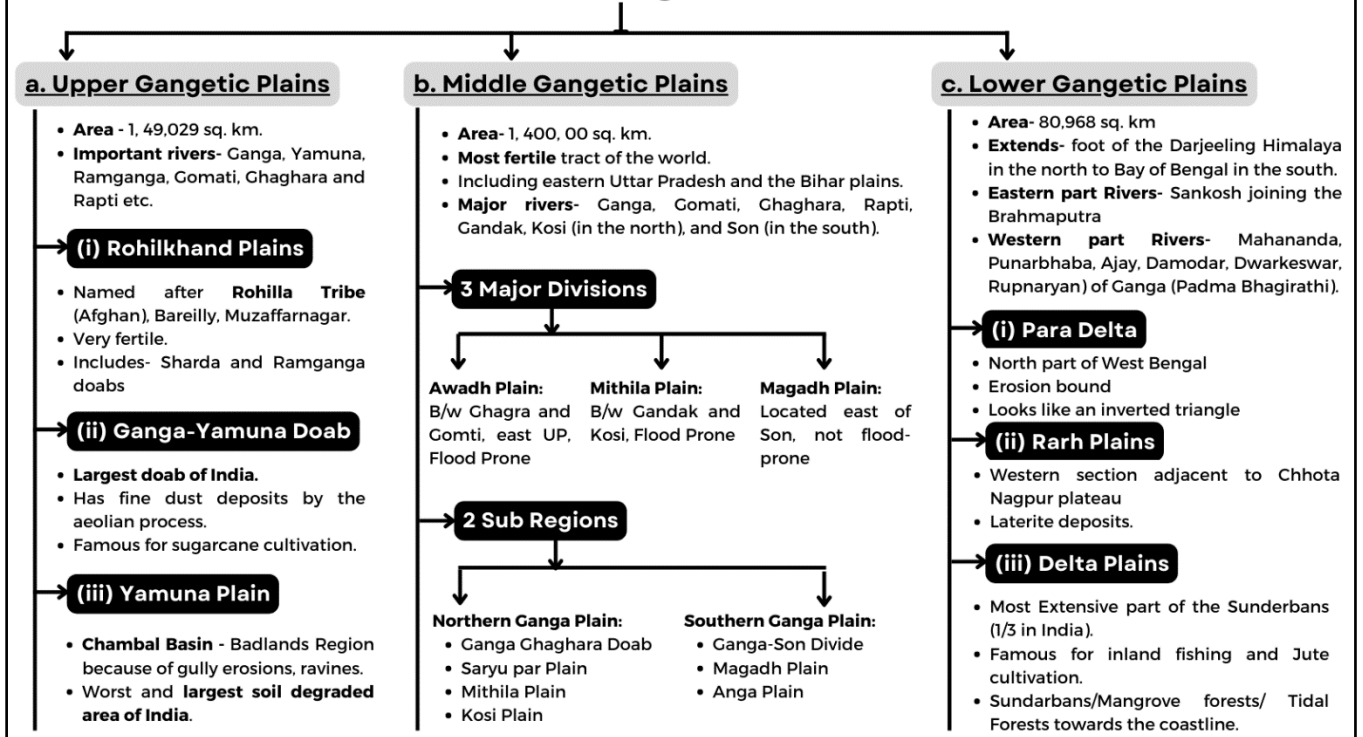 a. Upper Gangetic Plains
• Area - 1, 49,029 sq. km.
• Important rivers- Ganga, Yamuna,
Ramganga, Gomati, Ghaghara and
Rapti etc.
(i) Rohilkhand Plains
• Named after Rohilla Tribe
(Afghan), Bareilly, Muzaffarnagar.
• Very fertile.
• Includes- Sharda and Ramganga
doabs
(ii) Ganga-Yamuna Doab
• Largest doab of India.
• Has fine dust deposits by the
aeolian process.
• Famous for sugarcane cultivation.
(iii) Yamuna Plain
• Chambal Basin - Badlands Region
because of gully erosions, ravines.
• Worst and largest soil degraded
area of India.
b. Middle Gangetic Plains
• Area- 1, 400, 00 sq. km.
• Most fertile tract of the world.
• Including eastern Uttar Pradesh and the Bihar plains.
• Major rivers- Ganga, Gomati, Ghaghara, Rapti,
Gandak, Kosi (in the north), and Son (in the south).
3 Major Divisions
Awadh Plain:
B/w Ghagra and
Gomti, east UP,
Flood Prone
Mithila Plain:
B/w Gandak and
Kosi, Flood Prone
Magadh Plain:
Located east of
Son, not flood-
prone
2 Sub Regions
Northern Ganga Plain:
• Ganga Ghaghara Doab
• Saryu par Plain
• Mithila Plain
• Kosi Plain
Southern Ganga Plain:
• Ganga-Son Divide
• Magadh Plain
• Anga Plain
c. Lower Gangetic Plains
• Area- 80,968 sq. km
• Extends- foot of the Darjeeling Himalaya
in the north to Bay of Bengal in the south.
• Eastern part Rivers- Sankosh joining the
Brahmaputra
• Western part Rivers- Mahananda,
Punarbhaba, Ajay, Damodar, Dwarkeswar,
Rupnaryan) of Ganga (Padma Bhagirathi).
(i) Para Delta
• North part of West Bengal
• Erosion bound
• Looks like an inverted triangle
(ii) Rarh Plains
• Western section adjacent to Chhota
Nagpur plateau
• Laterite deposits.
(iii) Delta Plains
• Most Extensive part of the Sunderbans
(1/3 in India).
• Famous for inland fishing and Jute
cultivation.
• Sundarbans/Mangrove forests/ Tidal
Forests towards the coastline.